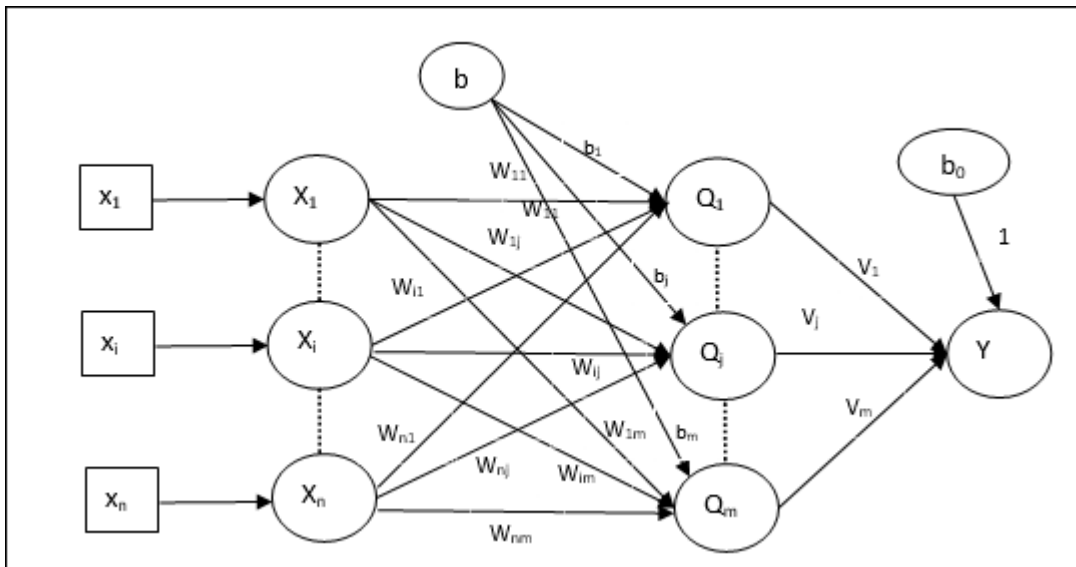 b
b₁
b₀
x₁
X₁
W₁₁
W₁₁
Q₁
1
W₁ⱼ
bⱼ
V₁
Wᵢ₁
xᵢ
Xᵢ
Wᵢⱼ
Qⱼ
Vⱼ
Y
Vₘ
Wₙ₁
W₁ₘ
bₘ
Wₙⱼ
Wᵢₘ
xₙ
Xₙ
Qₘ
Wₙₘ